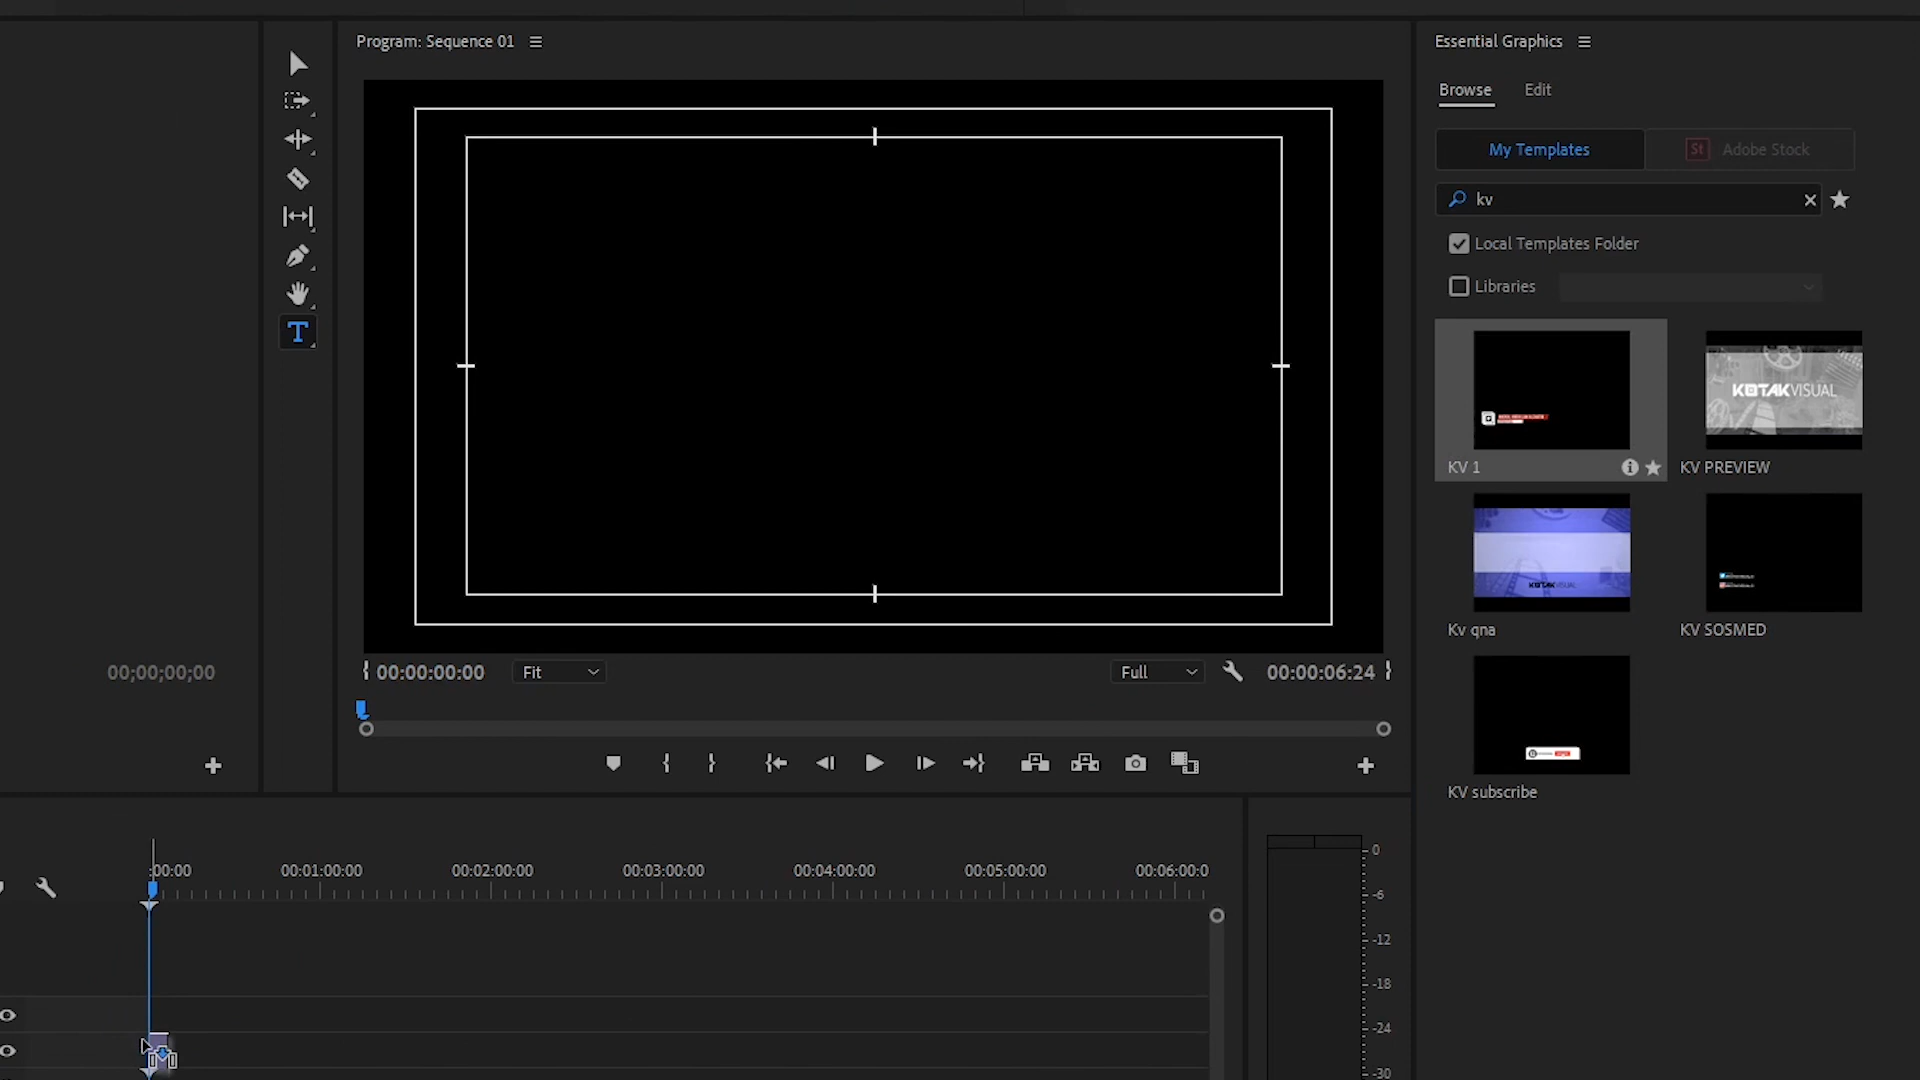 Program: Sequence 01
Essential Graphics
Browse Edit
My Templates
St Adobe Stock
kv
Local Templates Folder
Libraries
KV 1
KOTAKVISUAL
KV PREVIEW
KOTAKVISUAL
Kv qna
KV SOSMED
KV subscribe
00;00;00;00
00:00:00:00
Fit
Full
00:00:06:24
T
:00:00
00:01:00:00
00:02:00:00
00:03:00:00
00:04:00:00
00:05:00:00
00:06:00:0
0
-6
-12
-18
-24
-30